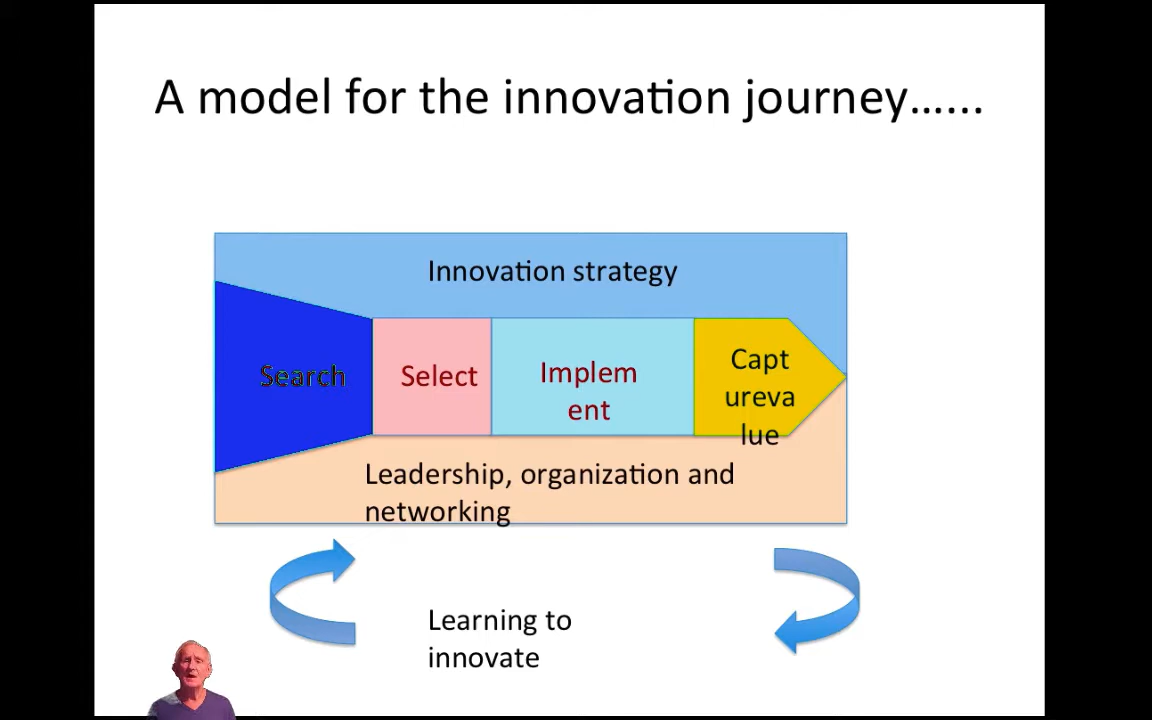 A model for the innovation journey…...
Innovation strategy
Search
Select
Implem
ent
Capt
ureva
lue
Leadership, organization and
networking
Learning to
innovate